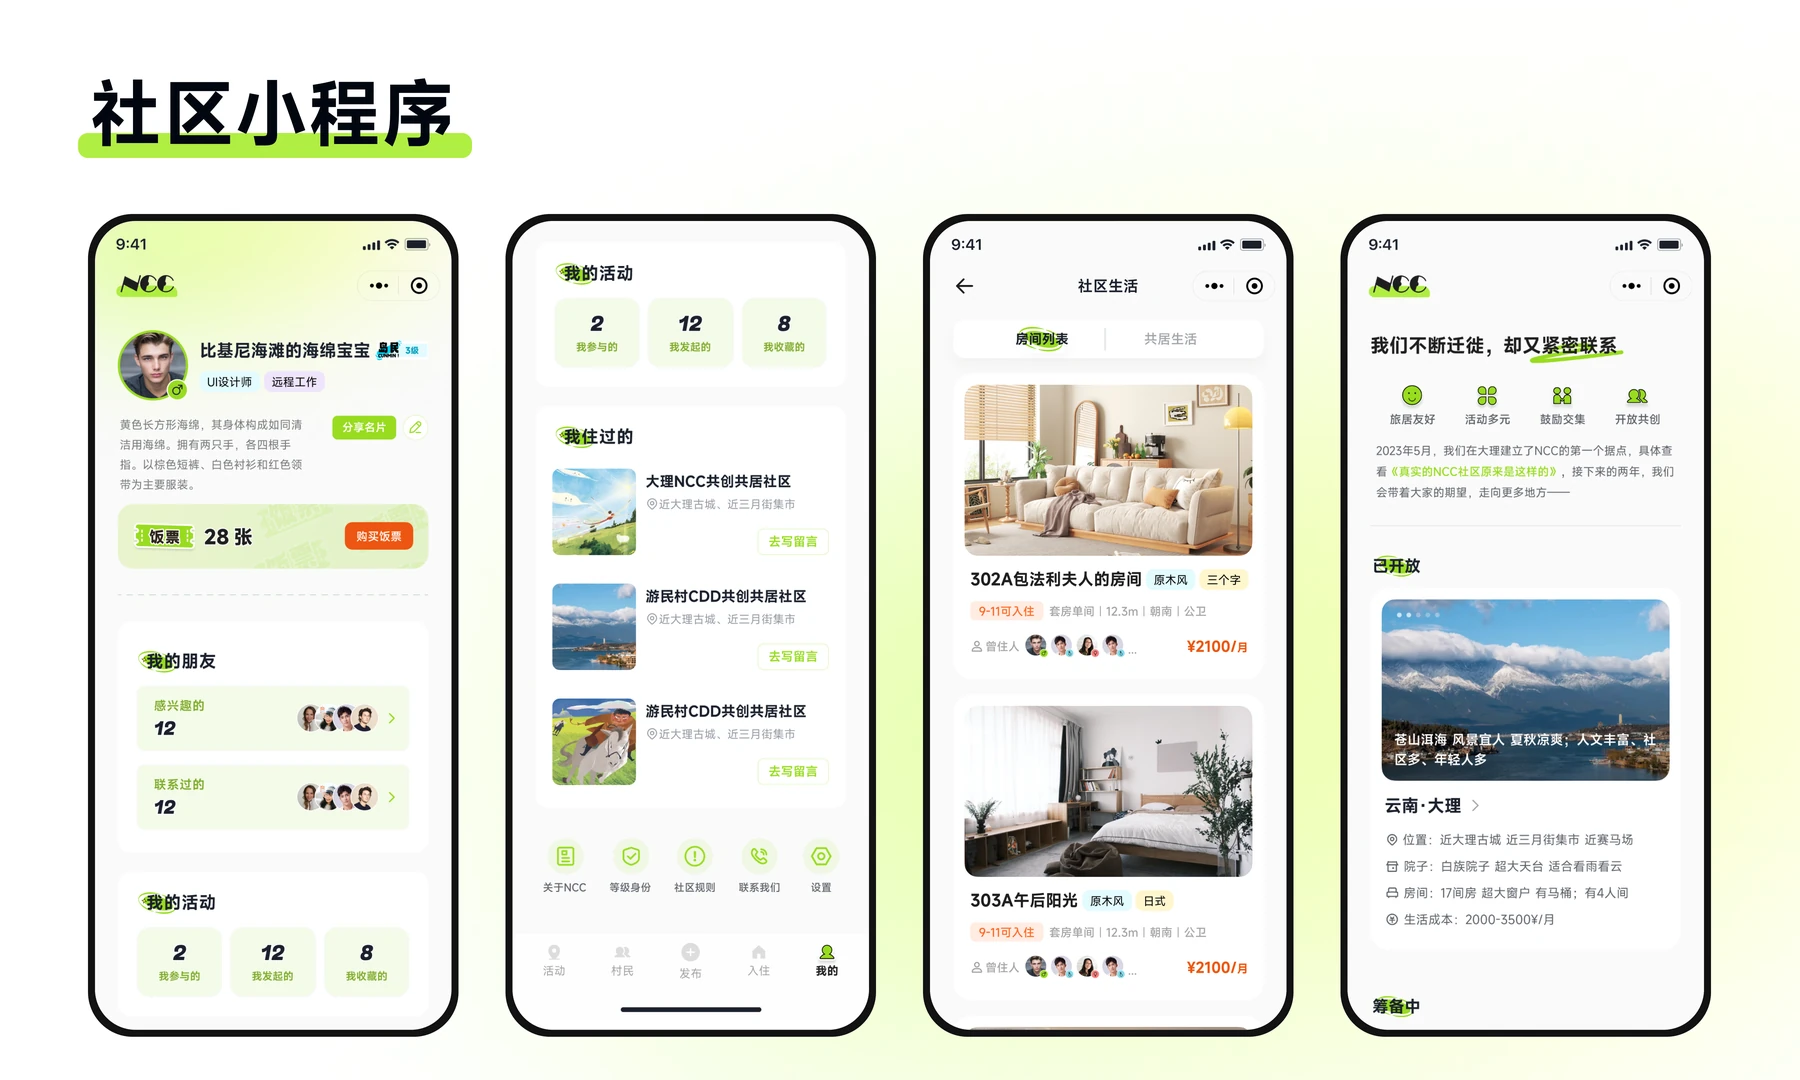 社区小程序
9:41
NCC
比基尼海滩的海绵宝宝
岛民
3级
UI设计师
远程工作
黄色长方形海绵，其身体构成如同清
洁用海绵。拥有两只手，各四根手
指。以棕色短裤、白色衬衫和红色领
带为主要服装。
分享名片
饭票
28 张
购买饭票
我的朋友
感兴趣的
12
联系过的
12
我的活动
2
12
8
我参与的
我发起的
我收藏的
我的活动
2
12
8
我参与的
我发起的
我收藏的
我住过的
大理NCC共创共居社区
近大理古城、近三月街集市
去写留言
游民村CDD共创共居社区
近大理古城、近三月街集市
去写留言
游民村CDD共创共居社区
近大理古城、近三月街集市
去写留言
关于NCC
等级身份
社区规则
联系我们
设置
活动
村民
发布
入住
我的
9:41
社区生活
房间列表
共居生活
302A包法利夫人的房间
原木风
三个字
9-11可入住
套房单间 | 12.3m | 朝南 | 公卫
曾住人
...
¥2100/月
303A午后阳光
原木风
日式
9-11可入住
套房单间 | 12.3m | 朝南 | 公卫
曾住人
...
¥2100/月
9:41
NCC
我们不断迁徙，却又紧密联系
旅居友好
活动多元
鼓励交集
开放共创
2023年5月，我们在大理建立了NCC的第一个据点，具体查
看《真实的NCC社区原来是这样的》，接下来的两年，我们
会带着大家的期望，走向更多地方——
已开放
苍山洱海 风景宜人 夏秋凉爽；人文丰富、社
区多、年轻人多
云南·大理
位置：近大理古城 近三月街集市 近赛马场
院子：白族院子 超大天台 适合看雨看云
房间：17间房 超大窗户 有马桶；有4人间
生活成本：2000-3500¥/月
筹备中